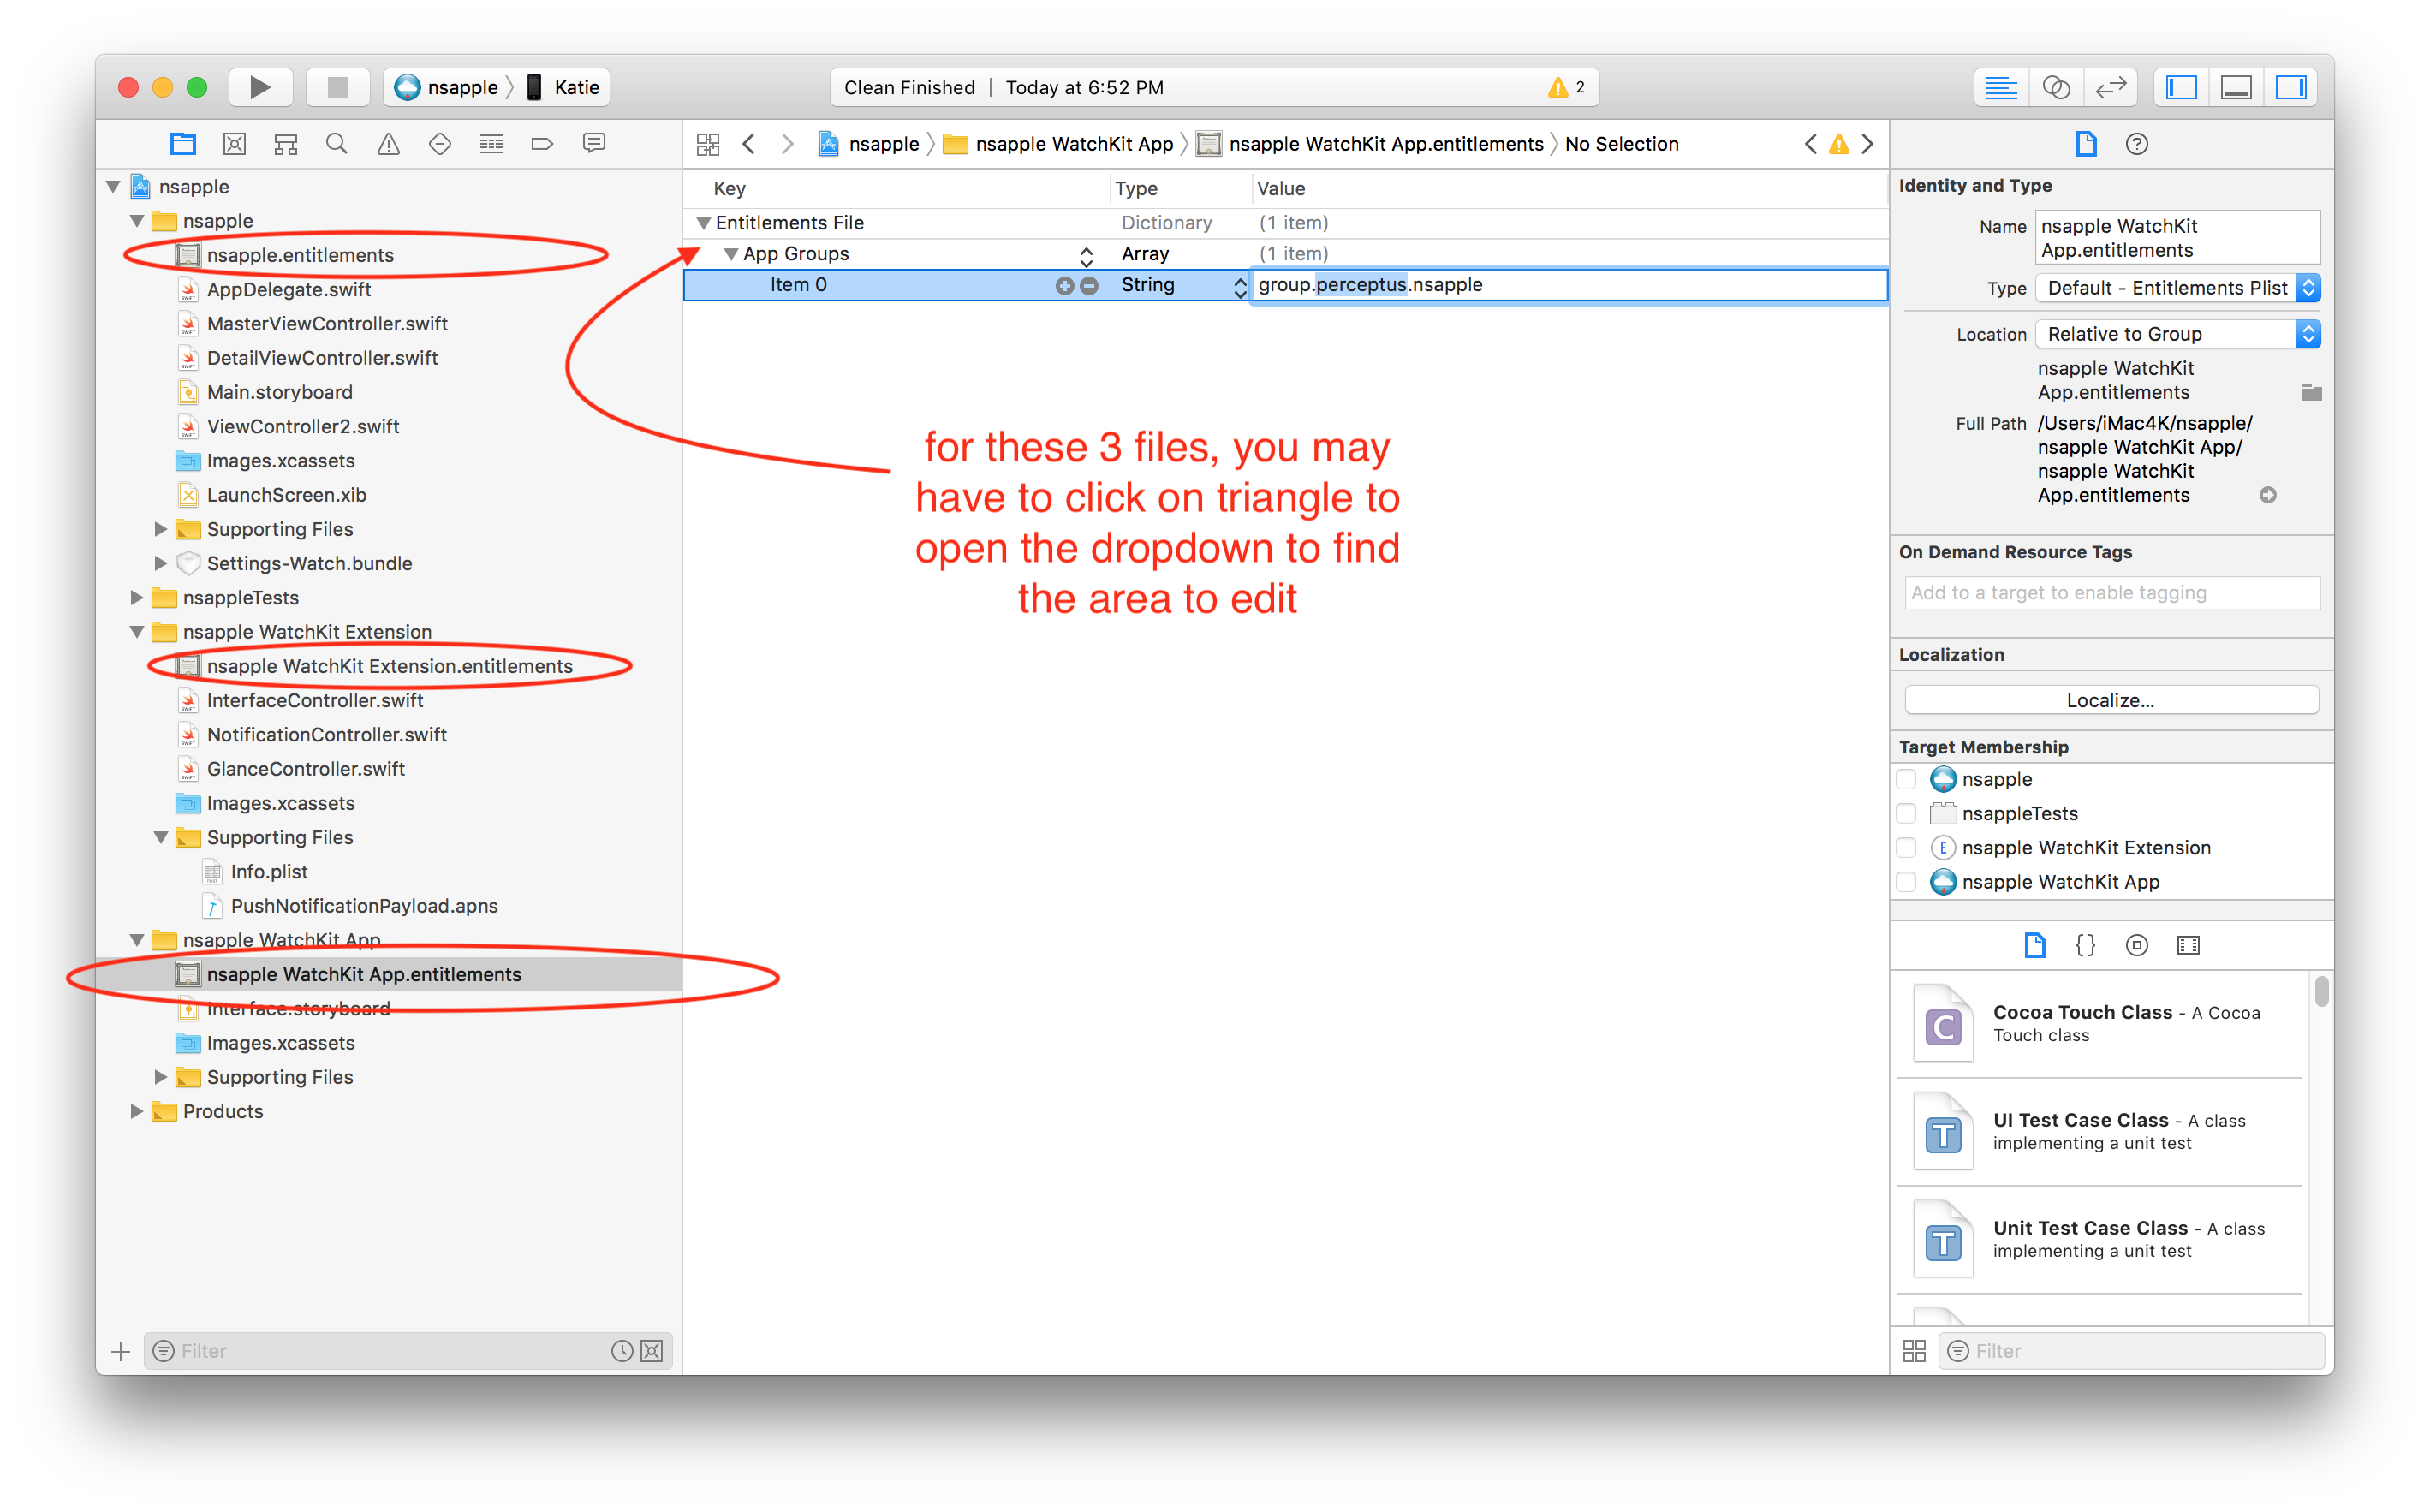 nsapple 〉 Katie
Clean Finished | Today at 6:52 PM
2
nsapple 〉 nsapple WatchKit App 〉 nsapple WatchKit App.entitlements 〉 No Selection
nsapple
nsapple
nsapple.entitlements
AppDelegate.swift
MasterViewController.swift
DetailViewController.swift
Main.storyboard
ViewController2.swift
Images.xcassets
LaunchScreen.xib
Supporting Files
Settings-Watch.bundle
nsappleTests
nsapple WatchKit Extension
nsapple WatchKit Extension.entitlements
InterfaceController.swift
NotificationController.swift
GlanceController.swift
Images.xcassets
Supporting Files
Info.plist
PushNotificationPayload.apns
nsapple WatchKit App
nsapple WatchKit App.entitlements
Interface.storyboard
Images.xcassets
Supporting Files
Products
Filter
Key Type Value
Entitlements File Dictionary (1 item)
App Groups Array (1 item)
Item 0 String group.perceptus.nsapple
for these 3 files, you may
have to click on triangle to
open the dropdown to find
the area to edit
Identity and Type
Name nsapple WatchKit
App.entitlements
Type Default - Entitlements Plist
Location Relative to Group
nsapple WatchKit
App.entitlements
Full Path /Users/iMac4K/nsapple/
nsapple WatchKit App/
nsapple WatchKit
App.entitlements
On Demand Resource Tags
Add to a target to enable tagging
Localization
Localize...
Target Membership
nsapple
nsappleTests
E nsapple WatchKit Extension
nsapple WatchKit App
{}
C
Cocoa Touch Class - A Cocoa
Touch class
T
UI Test Case Class - A class
implementing a unit test
T
Unit Test Case Class - A class
implementing a unit test
Filter